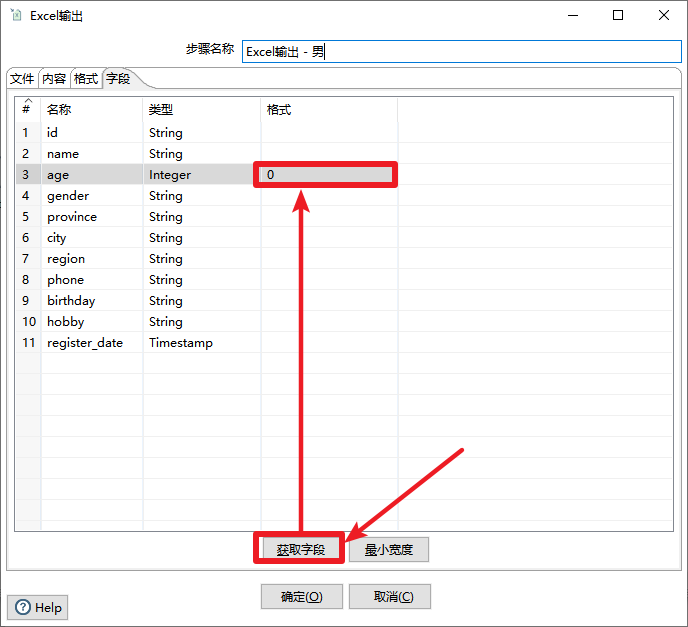 Excel输出
步骤名称 Excel输出 - 男
文件 内容 格式 字段
# 名称 类型 格式
1 id String
2 name String
3 age Integer 0
4 gender String
5 province String
6 city String
7 region String
8 phone String
9 birthday String
10 hobby String
11 register_date Timestamp
获取字段 最小宽度
确定(O) 取消(C)
? Help